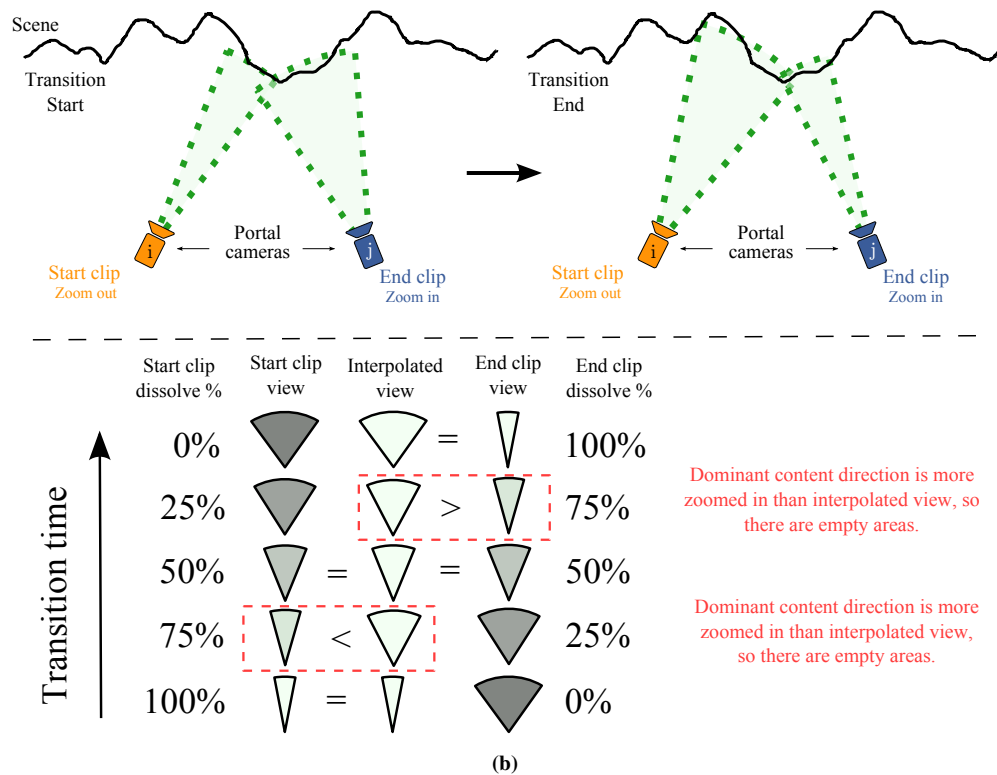 Scene
Transition
Start
i
j
Portal
cameras
Start clip
Zoom out
End clip
Zoom in
Transition
End
i
j
Portal
cameras
Start clip
Zoom out
End clip
Zoom in
Start clip
dissolve %
Start clip
view
Interpolated
view
End clip
view
End clip
dissolve %
Transition time
0% = 100%
25% > 75%
50% = = 50%
75% < 25%
100% = 0%
Dominant content direction is more
zoomed in than interpolated view, so
there are empty areas.
Dominant content direction is more
zoomed in than interpolated view,
so there are empty areas.
(b)